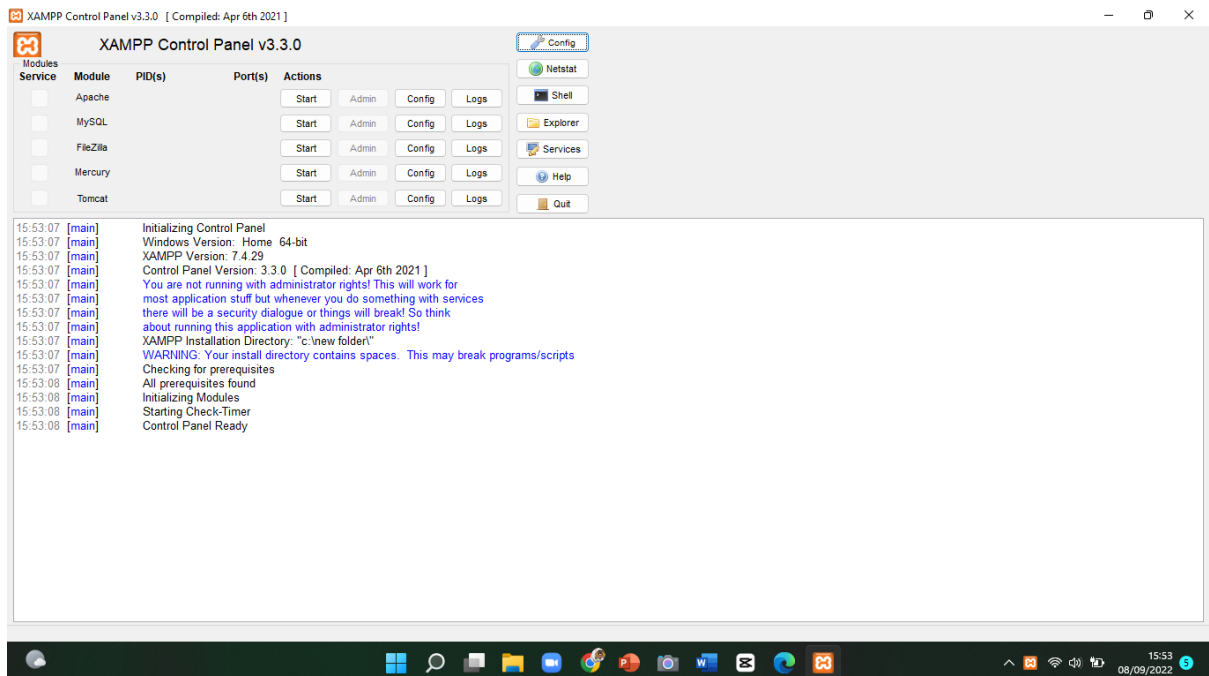 XAMPP Control Panel v3.3.0 [ Compiled: Apr 6th 2021 ]
XAMPP Control Panel v3.3.0
Config
Modules
Service Module PID(s) Port(s) Actions
Netstat
Apache Start Admin Config Logs
Shell
MySQL Start Admin Config Logs
Explorer
FileZilla Start Admin Config Logs
Services
Mercury Start Admin Config Logs
Help
Tomcat Start Admin Config Logs
Quit
15:53:07 [main] Initializing Control Panel
15:53:07 [main] Windows Version: Home 64-bit
15:53:07 [main] XAMPP Version: 7.4.29
15:53:07 [main] Control Panel Version: 3.3.0 [ Compiled: Apr 6th 2021 ]
15:53:07 [main] You are not running with administrator rights! This will work for
15:53:07 [main] most application stuff but whenever you do something with services
15:53:07 [main] there will be a security dialogue or things will break! So think
15:53:07 [main] about running this application with administrator rights!
15:53:07 [main] XAMPP Installation Directory: "c:\new folder\"
15:53:07 [main] WARNING: Your install directory contains spaces. This may break programs/scripts
15:53:07 [main] Checking for prerequisites
15:53:08 [main] All prerequisites found
15:53:08 [main] Initializing Modules
15:53:08 [main] Starting Check-Timer
15:53:08 [main] Control Panel Ready
15:53
08/09/2022
5